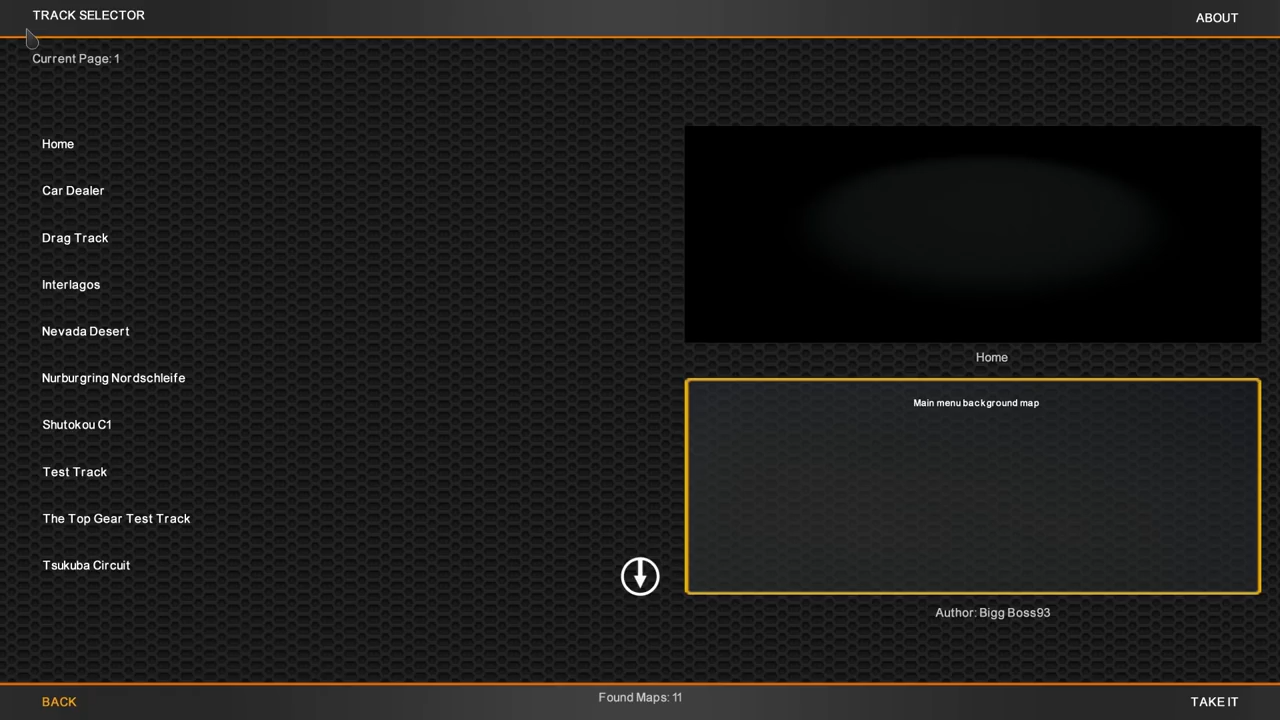 TRACK SELECTOR
ABOUT
Current Page: 1
Home
Car Dealer
Drag Track
Interlagos
Nevada Desert
Nurburgring Nordschleife
Shutokou C1
Test Track
The Top Gear Test Track
Tsukuba Circuit
Home
Main menu background map
Author: Bigg Boss93
BACK
Found Maps: 11
TAKE IT